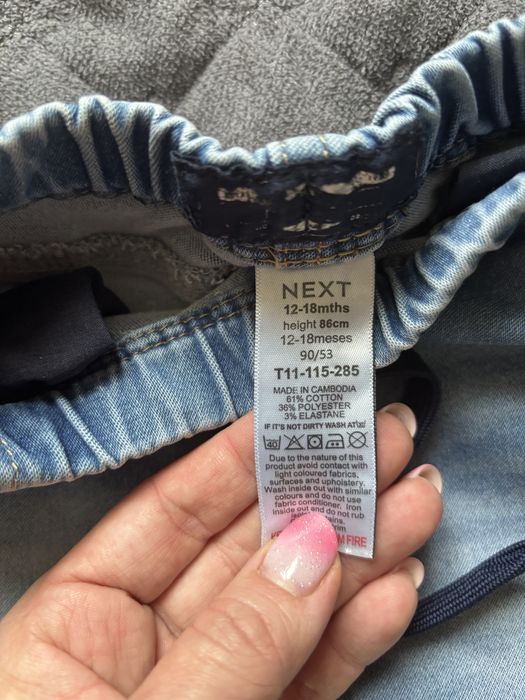 NEXT
12-18mths
height 86cm
12-18meses
90/53
T11-115-285
MADE IN CAMBODIA
61% COTTON
36% POLYESTER
3% ELASTANE
IF IT'S NOT DIRTY WASH AT
40
Due to the nature of this
product avoid contact with
light coloured fabrics,
surfaces and upholstery.
Wash inside out with similar
colours and do not use
fabric conditioner. Iron
inside out and do not rub
FIRE